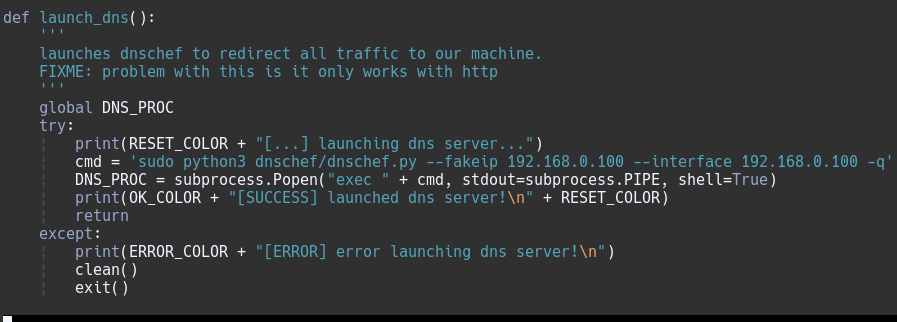 def launch_dns():
'''
launches dnschef to redirect all traffic to our machine.
FIXME: problem with this is it only works with http
'''
global DNS_PROC
try:
print(RESET_COLOR + "[...] launching dns server...")
cmd = 'sudo python3 dnschef/dnschef.py --fakeip 192.168.0.100 --interface 192.168.0.100 -q'
DNS_PROC = subprocess.Popen("exec " + cmd, stdout=subprocess.PIPE, shell=True)
print(OK_COLOR + "[SUCCESS] launched dns server!\n" + RESET_COLOR)
return
except:
print(ERROR_COLOR + "[ERROR] error launching dns server!\n")
clean()
exit()